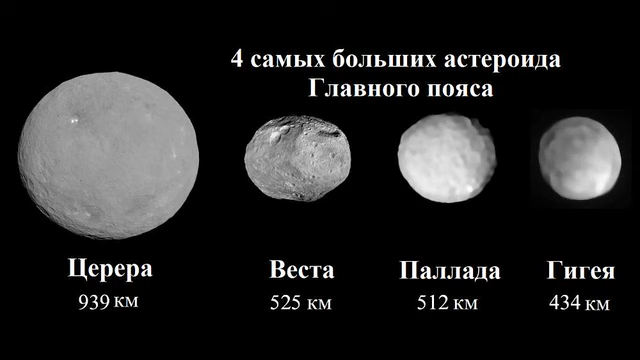 4 самых больших астероида
Главного пояса
Церера Веста Паллада Гигея
939 км 525 км 512 км 434 км